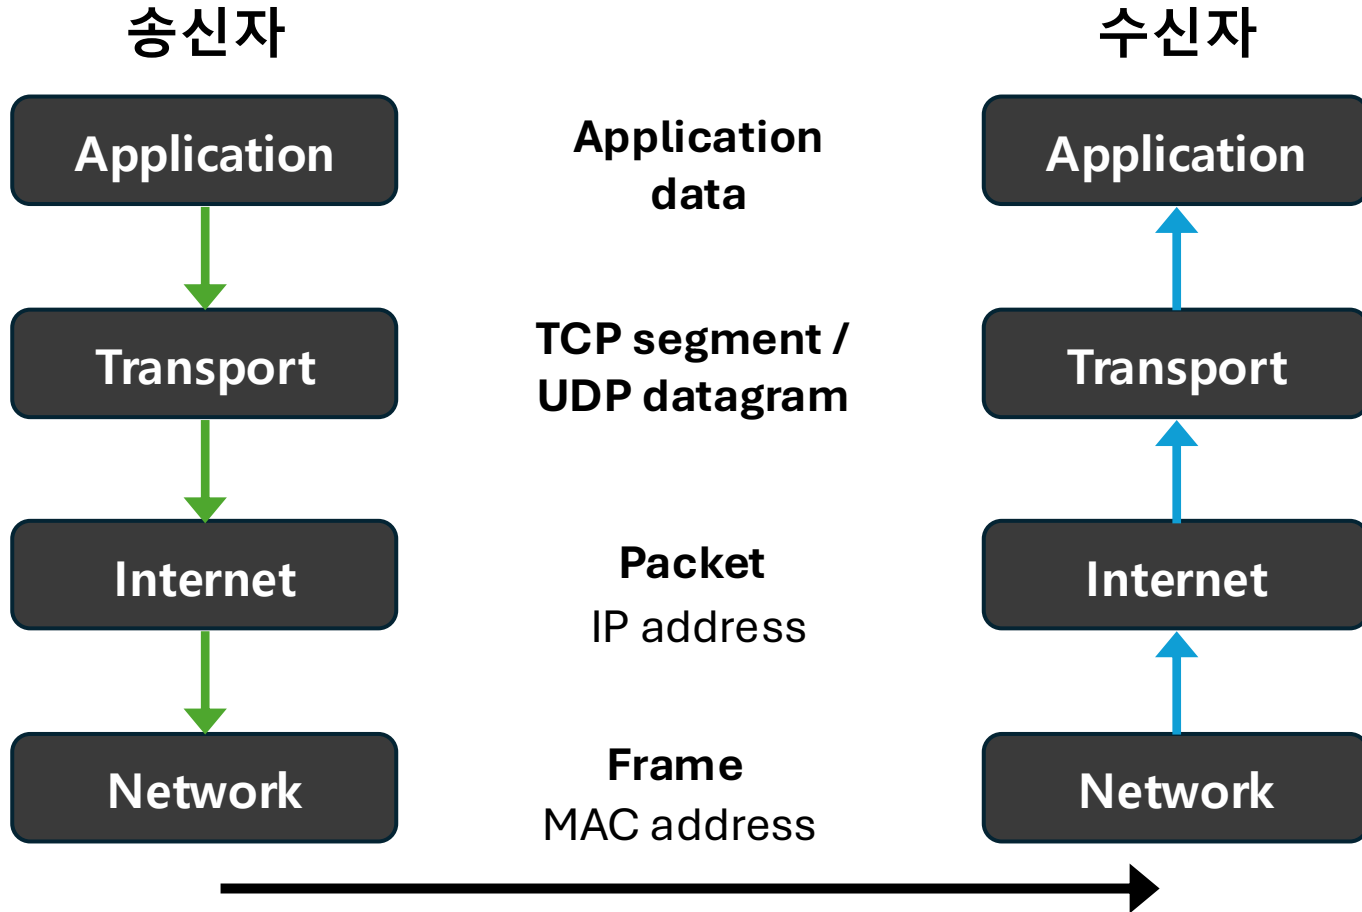 송신자
수신자
Application
Application
data
Application
Transport
TCP segment /
UDP datagram
Transport
Internet
Packet
IP address
Internet
Network
Frame
MAC address
Network